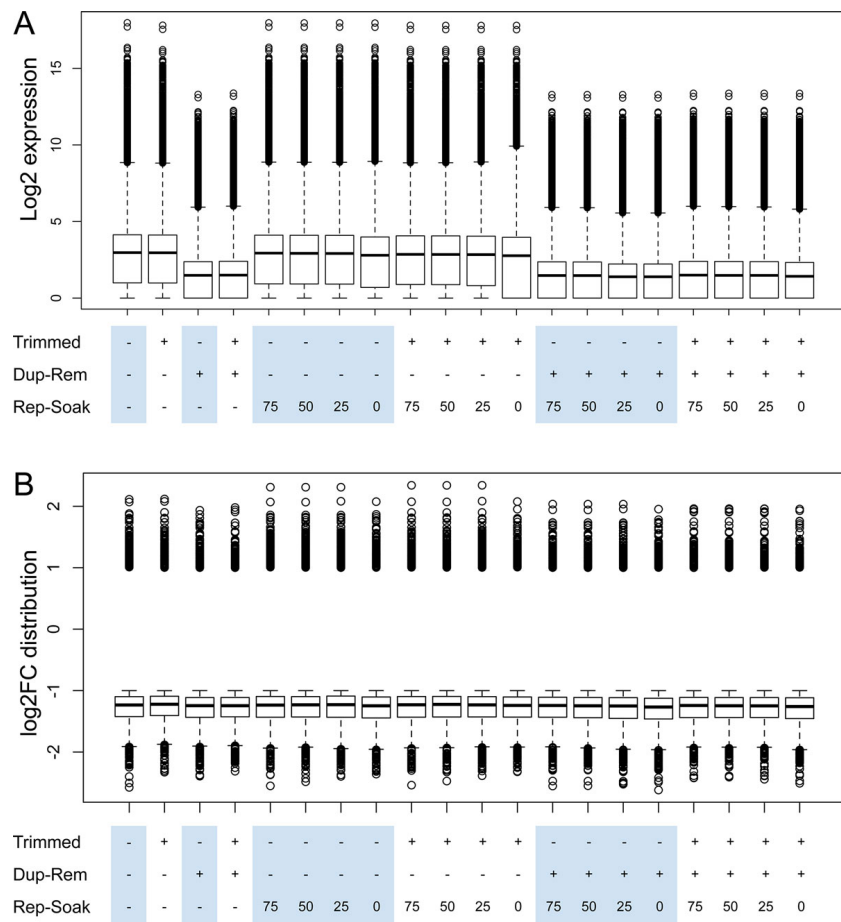 A
Log2 expression
15
10
5
0
Trimmed - + - + - - - - + + + + - - - - + + + +
Dup-Rem - - + + - - - - - - - - + + + + + + + +
Rep-Soak - - - - 75 50 25 0 75 50 25 0 75 50 25 0 75 50 25 0
B
log2FC distribution
2
1
0
-1
-2
Trimmed - + - + - - - - + + + + - - - - + + + +
Dup-Rem - - + + - - - - - - - - + + + + + + + +
Rep-Soak - - - - 75 50 25 0 75 50 25 0 75 50 25 0 75 50 25 0